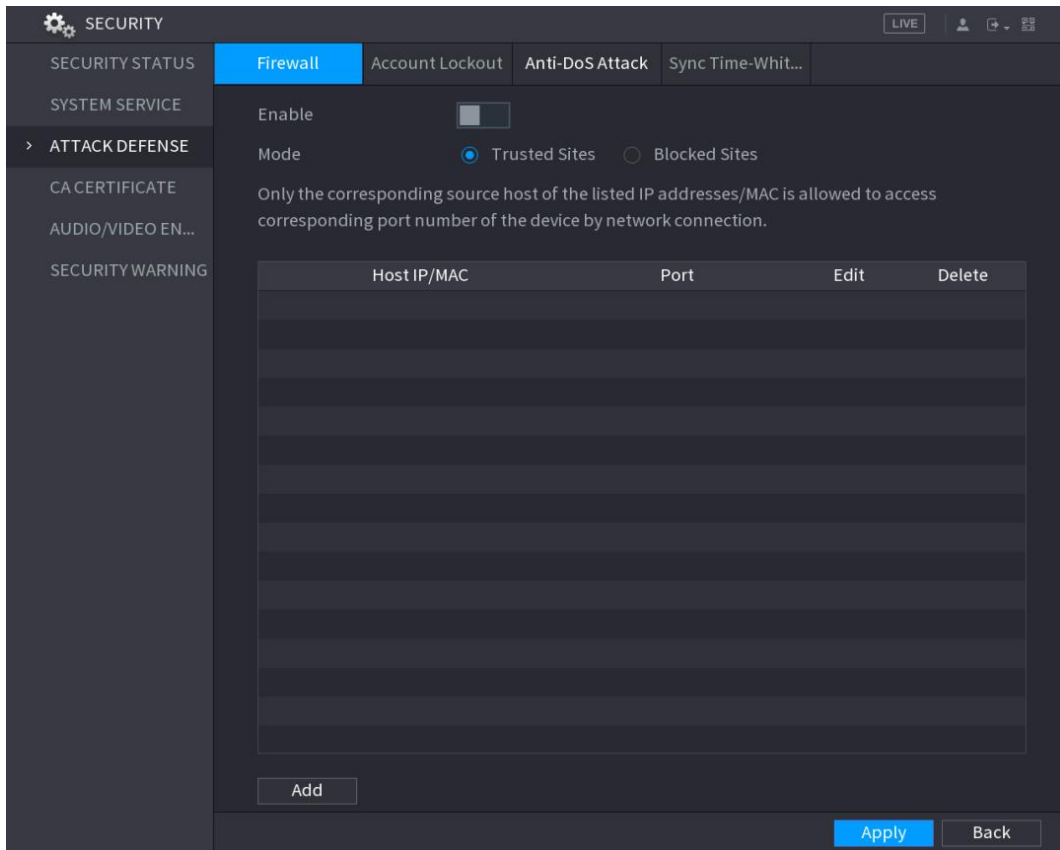 SECURITY
LIVE
SECURITY STATUS
SYSTEM SERVICE
> ATTACK DEFENSE
CA CERTIFICATE
AUDIO/VIDEO EN...
SECURITY WARNING
Firewall Account Lockout Anti-DoS Attack Sync Time-Whit...
Enable
Mode Trusted Sites Blocked Sites
Only the corresponding source host of the listed IP addresses/MAC is allowed to access
corresponding port number of the device by network connection.
Host IP/MAC Port Edit Delete
Add
Apply Back